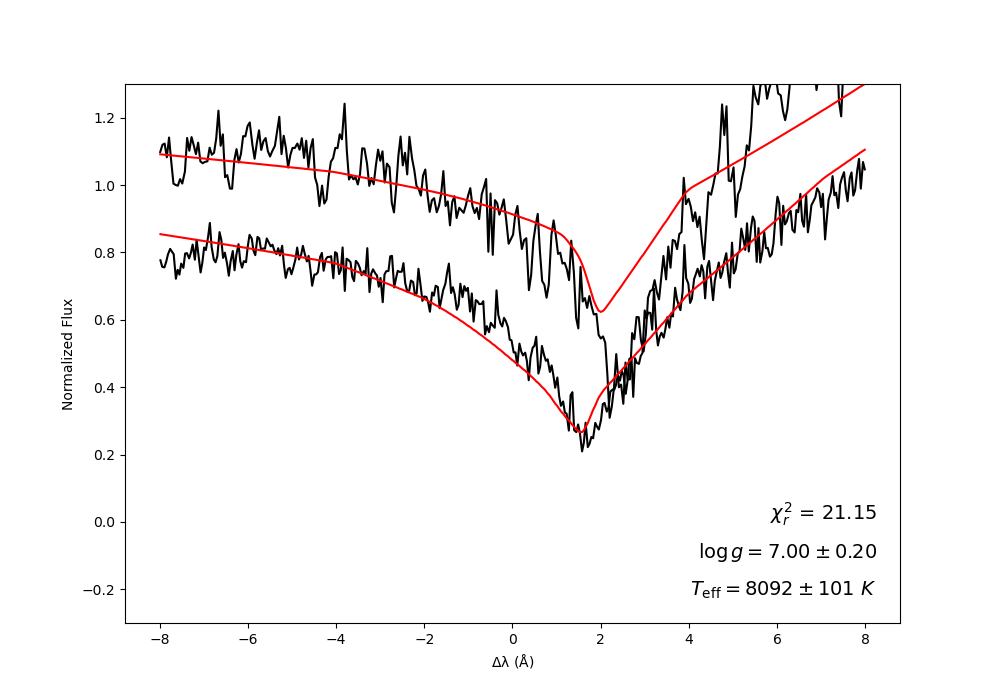 1.2
1.0
0.8
0.6
0.4
0.2
0.0
−0.2
Normalized Flux
χ²ᵣ = 21.15
log g = 7.00 ± 0.20
T_eff = 8092 ± 101 K
−8 −6 −4 −2 0 2 4 6 8
Δλ (Å)